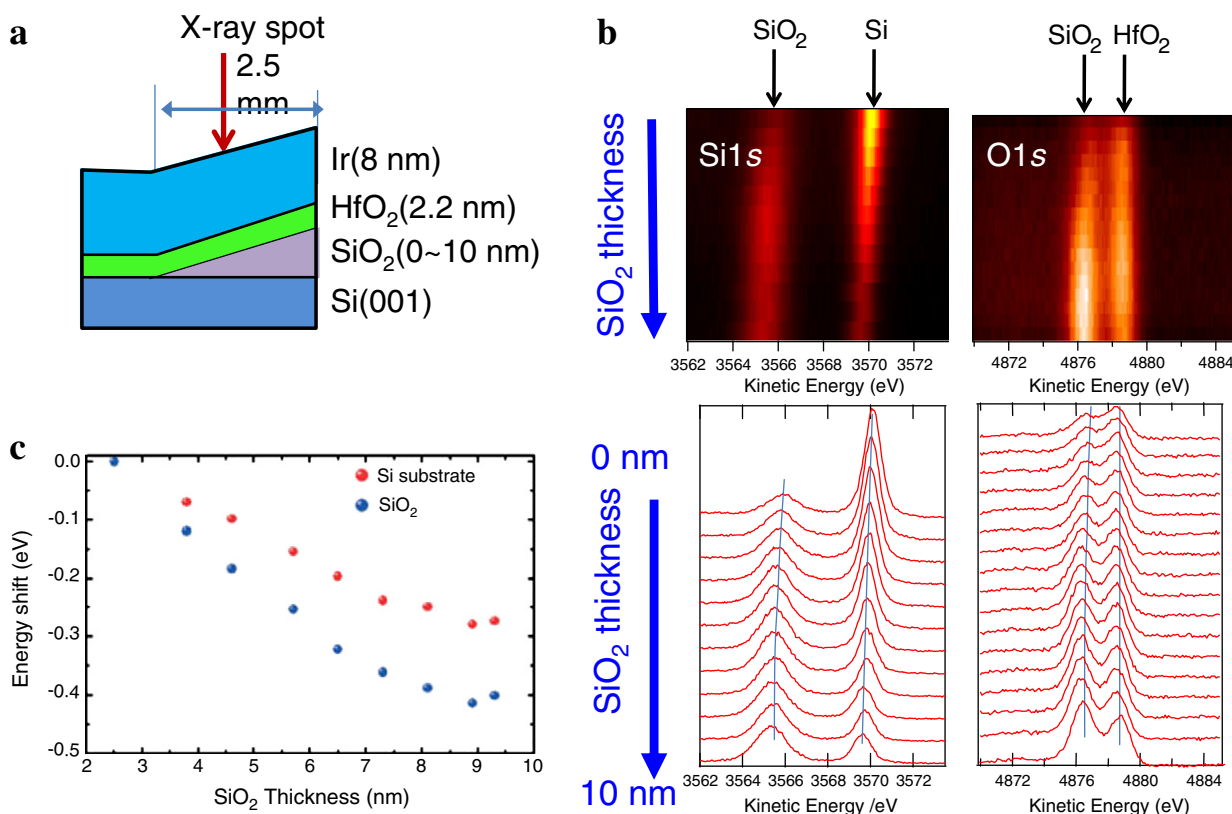 a
X-ray spot
2.5
mm
Ir(8 nm)
HfO₂(2.2 nm)
SiO₂(0~10 nm)
Si(001)
b
SiO₂
Si
SiO₂
HfO₂
SiO₂ thickness
Si1s
O1s
3562 3564 3566 3568 3570 3572
Kinetic Energy (eV)
4872 4876 4880 4884
Kinetic Energy (eV)
0 nm
SiO₂ thickness
10 nm
3562 3564 3566 3568 3570 3572
Kinetic Energy /eV
4872 4876 4880 4884
Kinetic Energy (eV)
c
Energy shift (eV)
0.0
-0.1
-0.2
-0.3
-0.4
-0.5
Si substrate
SiO₂
2 3 4 5 6 7 8 9 10
SiO₂ Thickness (nm)